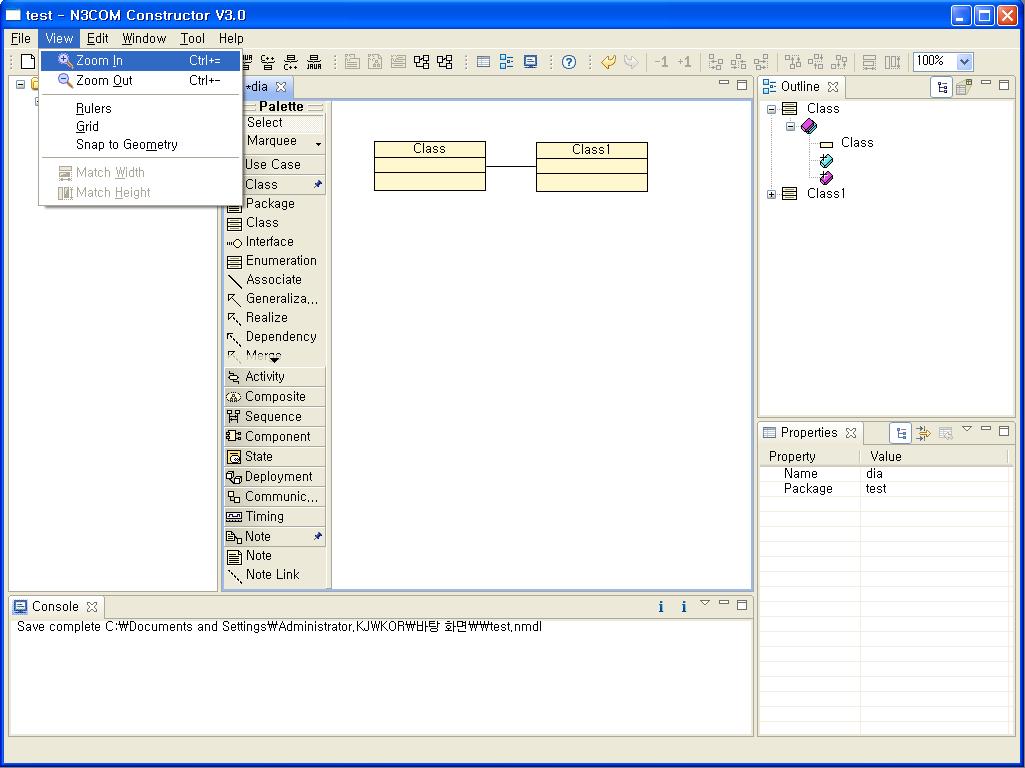 test - N3COM Constructor V3.0
File View Edit Window Tool Help
Zoom In Ctrl+=
Zoom Out Ctrl+-
Rulers
Grid
Snap to Geometry
Match Width
Match Height
-1 +1 100%
*dia
Palette
Select
Marquee
Use Case
Class
Package
Class
Interface
Enumeration
Associate
Generaliza...
Realize
Dependency
Merge
Activity
Composite
Sequence
Component
State
Deployment
Communic...
Timing
Note
Note
Note Link
Class
Class1
Outline
Class
Class
Class1
Properties
Property Value
Name dia
Package test
Console
Save complete C:₩Documents and Settings₩Administrator.KJWKOR₩바탕 화면₩₩test.nmdl